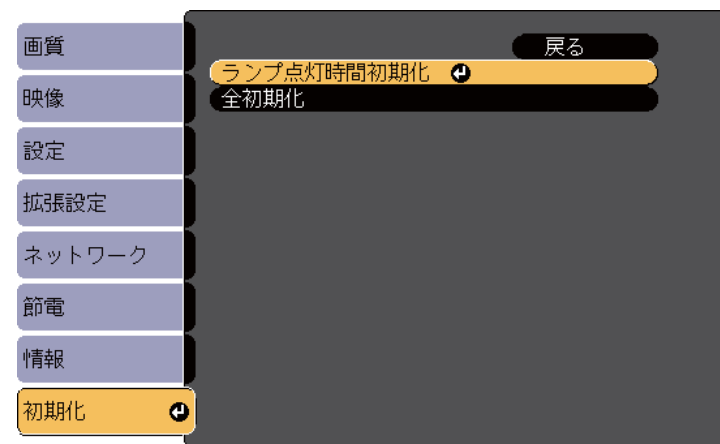 画質
映像
設定
拡張設定
ネットワーク
節電
情報
初期化
戻る
ランプ点灯時間初期化
全初期化